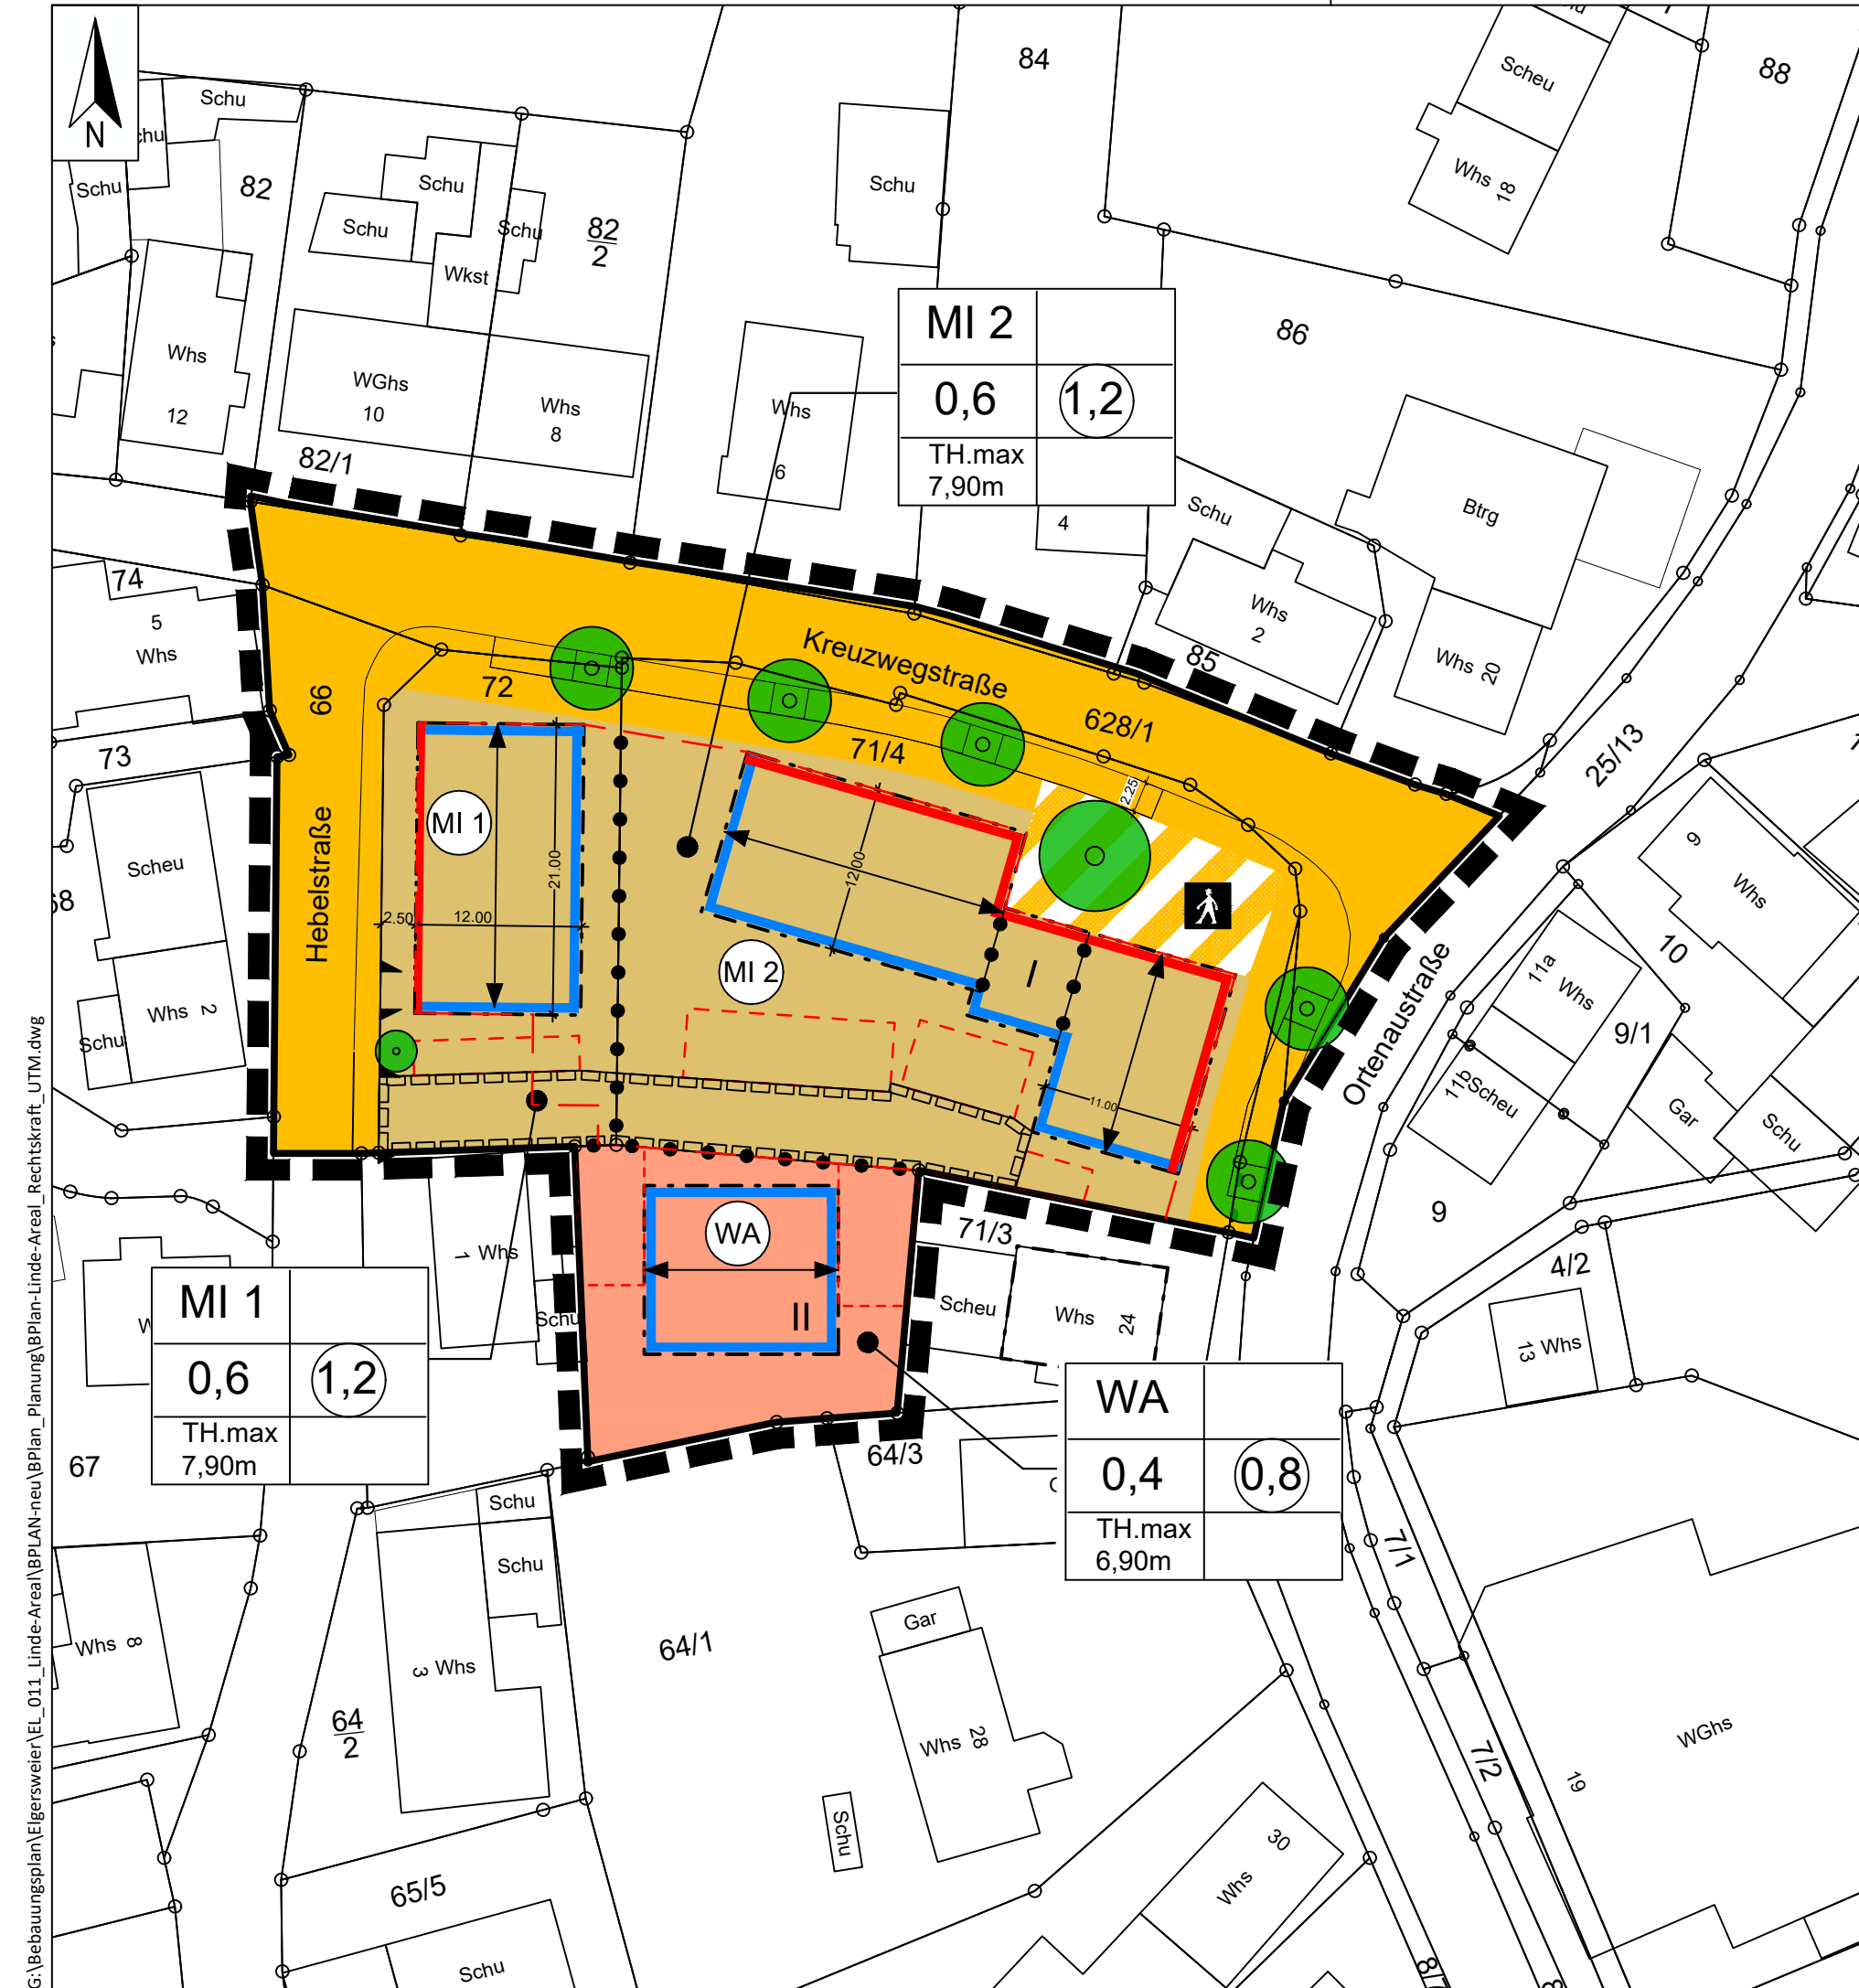 N
Schu
Schu
82
Schu
Schu
Schu
Wkst
82
2
Whs
12
WGhs
10
Whs
8
82/1
84
Schu
Whs
6
Scheu
Whs
18
88
86
MI 2
0,6
1,2
TH.max
7,90m
4
Schu
Btrg
Whs
2
85
Whs
20
74
5
Whs
73
66
72
Kreuzwegstraße
71/4
628/1
25/13
Scheu
Whs
2
Schu
Hebelstraße
MI 1
21.00
2.50
12.00
12.00
2.25
MI 2
I
11.00
Ortenaustraße
9
Whs
10
11a
Whs
9/1
11b
Scheu
Gar
Schu
9
4/2
13
Whs
WA
II
71/3
Scheu
Whs
24
1
Whs
Schu
MI 1
0,6
1,2
TH.max
7,90m
67
64/3
WA
0,4
0,8
TH.max
6,90m
7/1
Schu
Schu
Whs
8
3
Whs
64/1
Gar
Whs
28
64
2
Schu
65/5
Schu
30
Whs
7/2
19
WGhs
G:\Bebauungsplan\Elgersweier\EL_011_Linde-Areal\BPLAN-neu\BPlan_Planung\BPlan-Linde-Areal_Rechtskraft_UTM.dwg